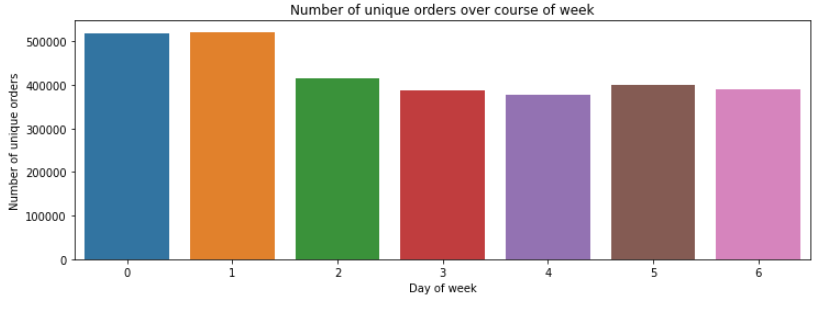 Number of unique orders over course of week
Number of unique orders
500000
400000
300000
200000
100000
0
0 1 2 3 4 5 6
Day of week